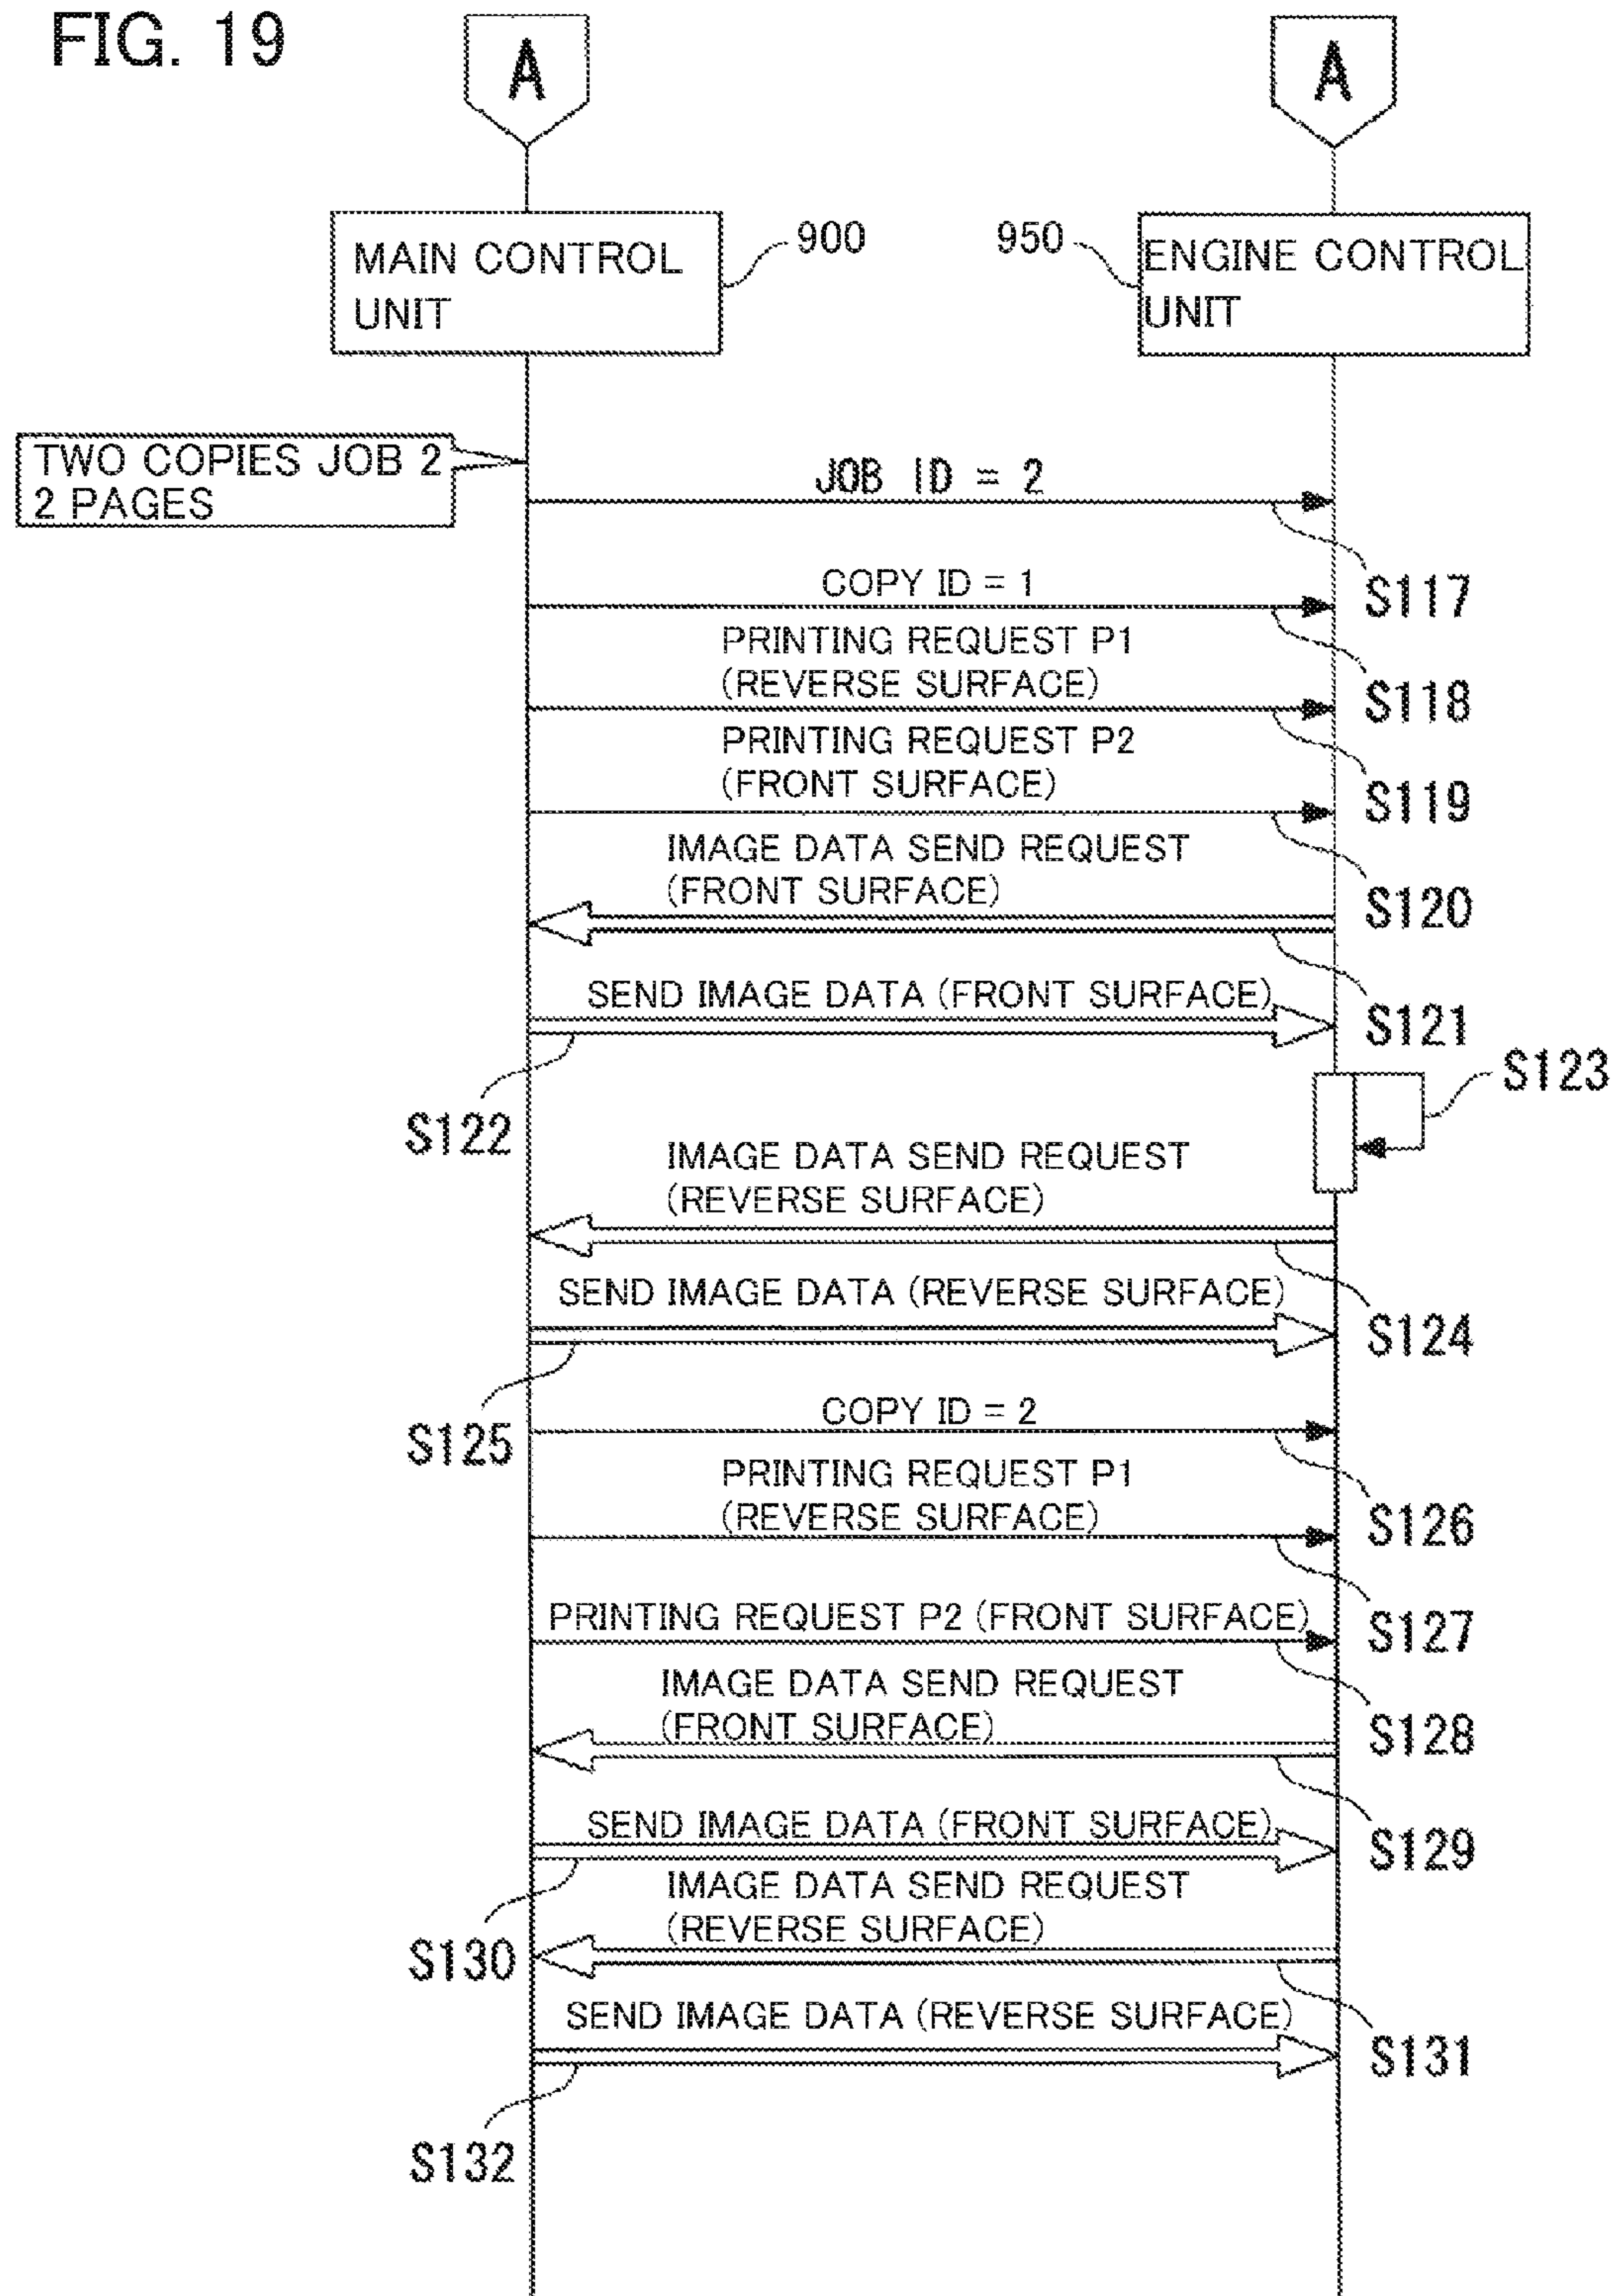 FIG. 19
A
A
MAIN CONTROL
UNIT
900
950
ENGINE CONTROL
UNIT
TWO COPIES JOB 2
2 PAGES
JOB ID = 2
S117
COPY ID = 1
S118
PRINTING REQUEST P1
(REVERSE SURFACE)
S119
PRINTING REQUEST P2
(FRONT SURFACE)
S120
IMAGE DATA SEND REQUEST
(FRONT SURFACE)
S121
SEND IMAGE DATA (FRONT SURFACE)
S122
S123
IMAGE DATA SEND REQUEST
(REVERSE SURFACE)
S124
SEND IMAGE DATA (REVERSE SURFACE)
S125
COPY ID = 2
S126
PRINTING REQUEST P1
(REVERSE SURFACE)
S127
PRINTING REQUEST P2 (FRONT SURFACE)
S128
IMAGE DATA SEND REQUEST
(FRONT SURFACE)
S129
SEND IMAGE DATA (FRONT SURFACE)
S130
IMAGE DATA SEND REQUEST
(REVERSE SURFACE)
S131
SEND IMAGE DATA (REVERSE SURFACE)
S132